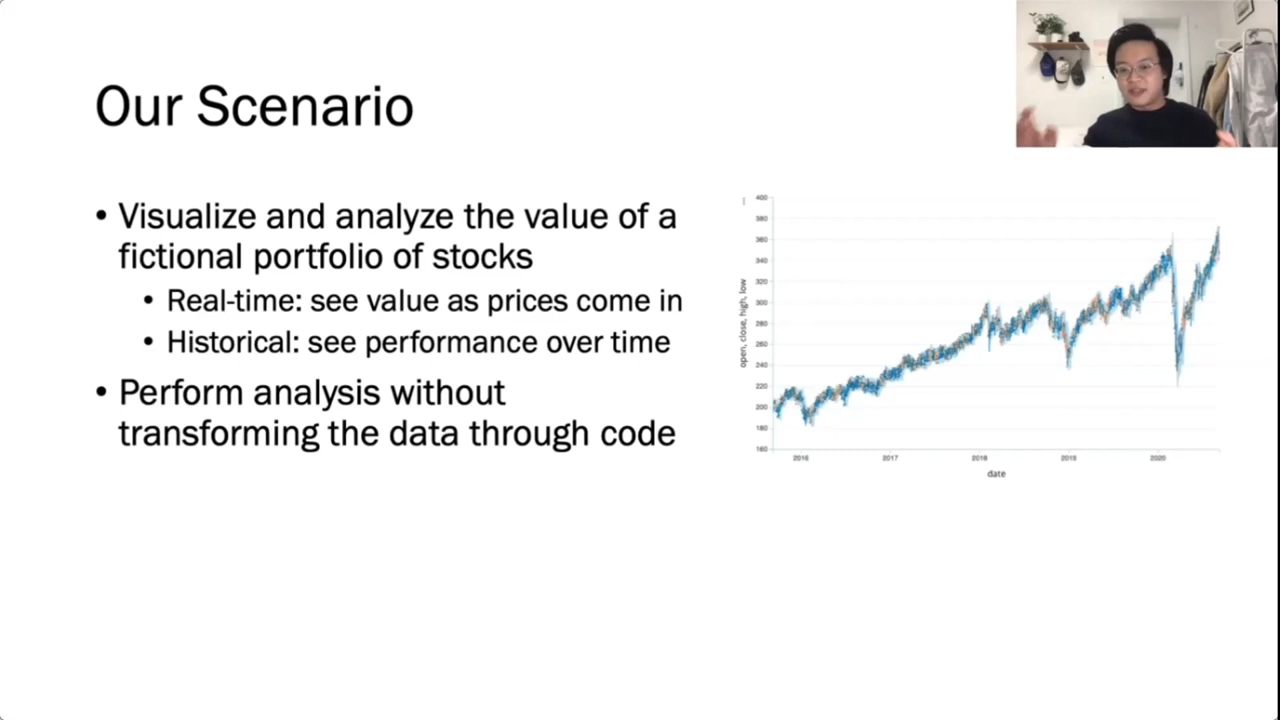 Our Scenario
• Visualize and analyze the value of a
fictional portfolio of stocks
• Real-time: see value as prices come in
• Historical: see performance over time
• Perform analysis without
transforming the data through code
400
380
360
340
320
300
280
260
240
220
200
180
160
open, close, high, low
2016
2017
2018
2019
2020
date